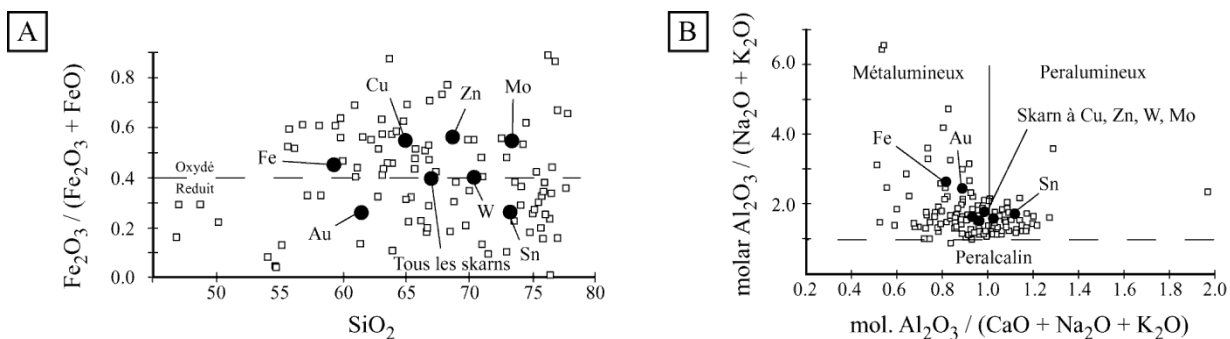 A
Fe₂O₃ / (Fe₂O₃ + FeO)
0.8
0.6
0.4
0.2
0.0
Cu
Zn
Mo
Fe
Oxydé
Reduit
Au
W
Sn
Tous les skarns
50
60
65
70
75
80
SiO₂
B
molar Al₂O₃ / (Na₂O + K₂O)
6.0
4.0
2.0
0
Métalumineux
Peralumineux
Skarn à Cu, Zn, W, Mo
Fe
Au
Sn
Peralcalin
0.2
0.4
0.6
0.8
1.0
1.2
1.4
1.6
1.8
2.0
mol. Al₂O₃ / (CaO + Na₂O + K₂O)